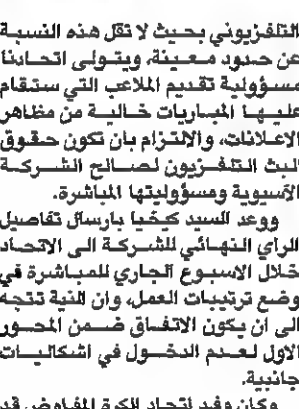 التلفزيوني بحيث لا تقل هذه النسبة
عن حدود معينة، ويتولى اتحادنا
مسؤولية تقديم الملاعب التي ستقام
عليها المباريات خالية من مظاهر
الاعلانات، والالتزام بان تكون حقوق
البث التلفزيون لصالح الشركة
الآسيوية ومسؤوليتها المباشرة.
ووعد السيد كيخيا بارسال تفاصيل
الراي النهائي للشركة الى الاتحاد
خلال الاسبوع الجاري للمباشرة في
وضع ترتيبات العمل، وان النية تتجه
الى ان يكون الاتفاق ضمن المحور
الاول لعدم الدخول في اشكاليات
جانبية.
وكان وفد اتحاد الكرة المفاوض قد